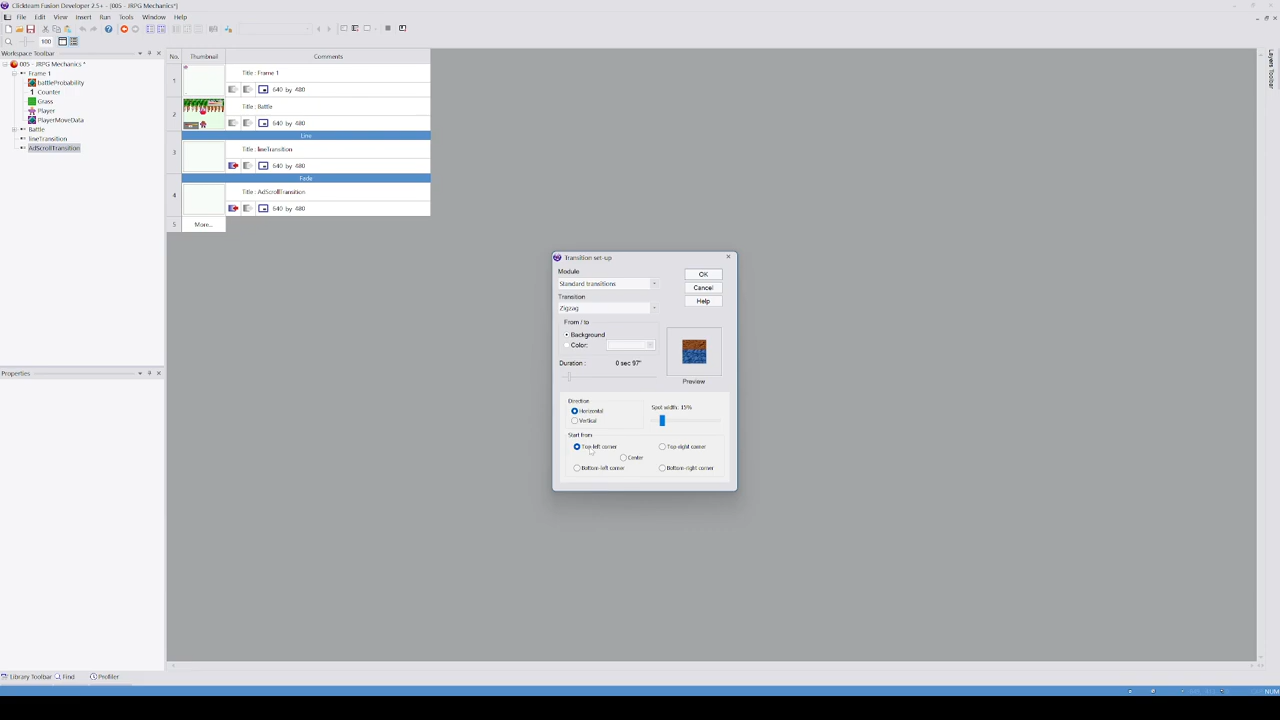 Clickteam Fusion Developer 2.5+ - [005 - JRPG Mechanics*]
File Edit View Insert Run Tools Window Help
100
Workspace Toolbar
005 - JRPG Mechanics *
Frame 1
battleProbability
Counter
Grass
Player
PlayerMoveData
Battle
lineTransition
AdScrollTransition
Properties
No. Thumbnail Comments
1 Title : Frame 1
640 by 480
2 Title : Battle
640 by 480
Line
3 Title : lineTransition
640 by 480
Fade
4 Title : AdScrollTransition
640 by 480
5 More...
Transition set-up
Module
Standard transitions
OK
Cancel
Help
Transition
Zigzag
From / to
Background
Color:
Duration : 0 sec 97"
Preview
Direction
Horizontal
Vertical
Spot width: 15%
Start from
Top-left corner
Top-right corner
Center
Bottom-left corner
Bottom-right corner
Layers Toolbar
Library Toolbar Find Profiler
NUM